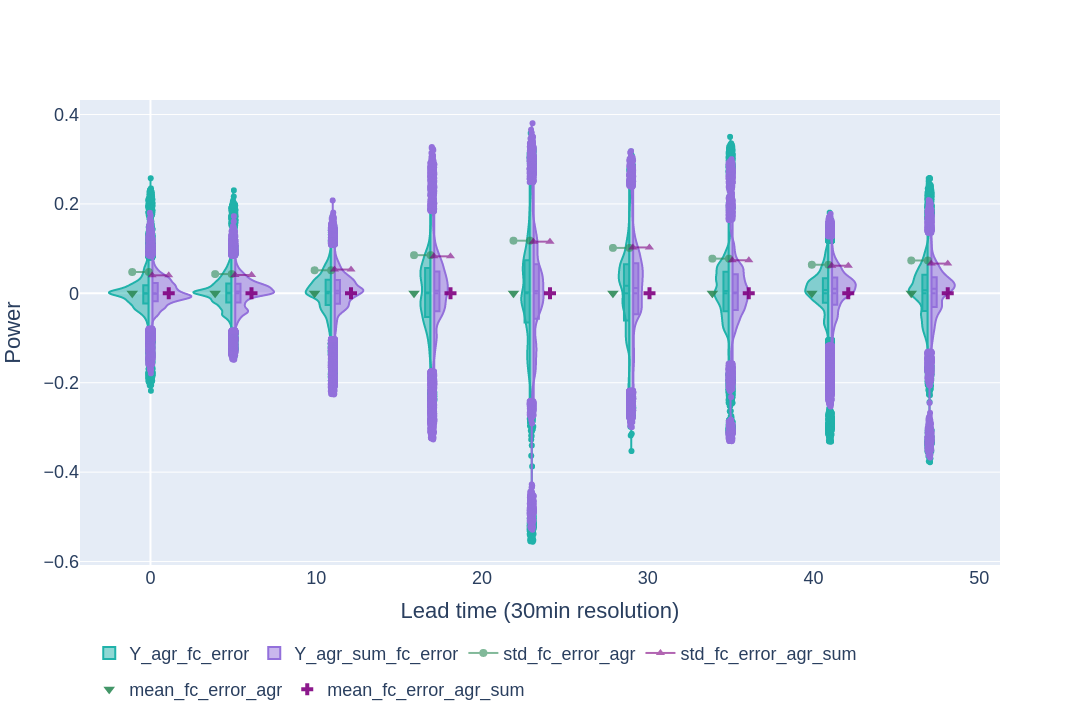 0.4
0.2
0
−0.2
−0.4
−0.6
Power
0 10 20 30 40 50
Lead time (30min resolution)
Y_agr_fc_error Y_agr_sum_fc_error std_fc_error_agr std_fc_error_agr_sum
mean_fc_error_agr mean_fc_error_agr_sum